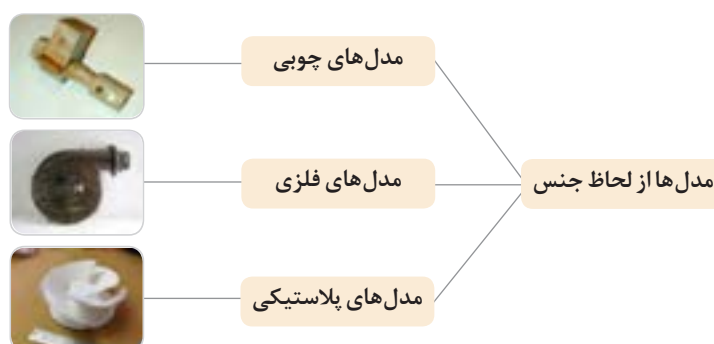 مدل‌ها از لحاظ جنس
مدل‌های چوبی
مدل‌های فلزی
مدل‌های پلاستیکی